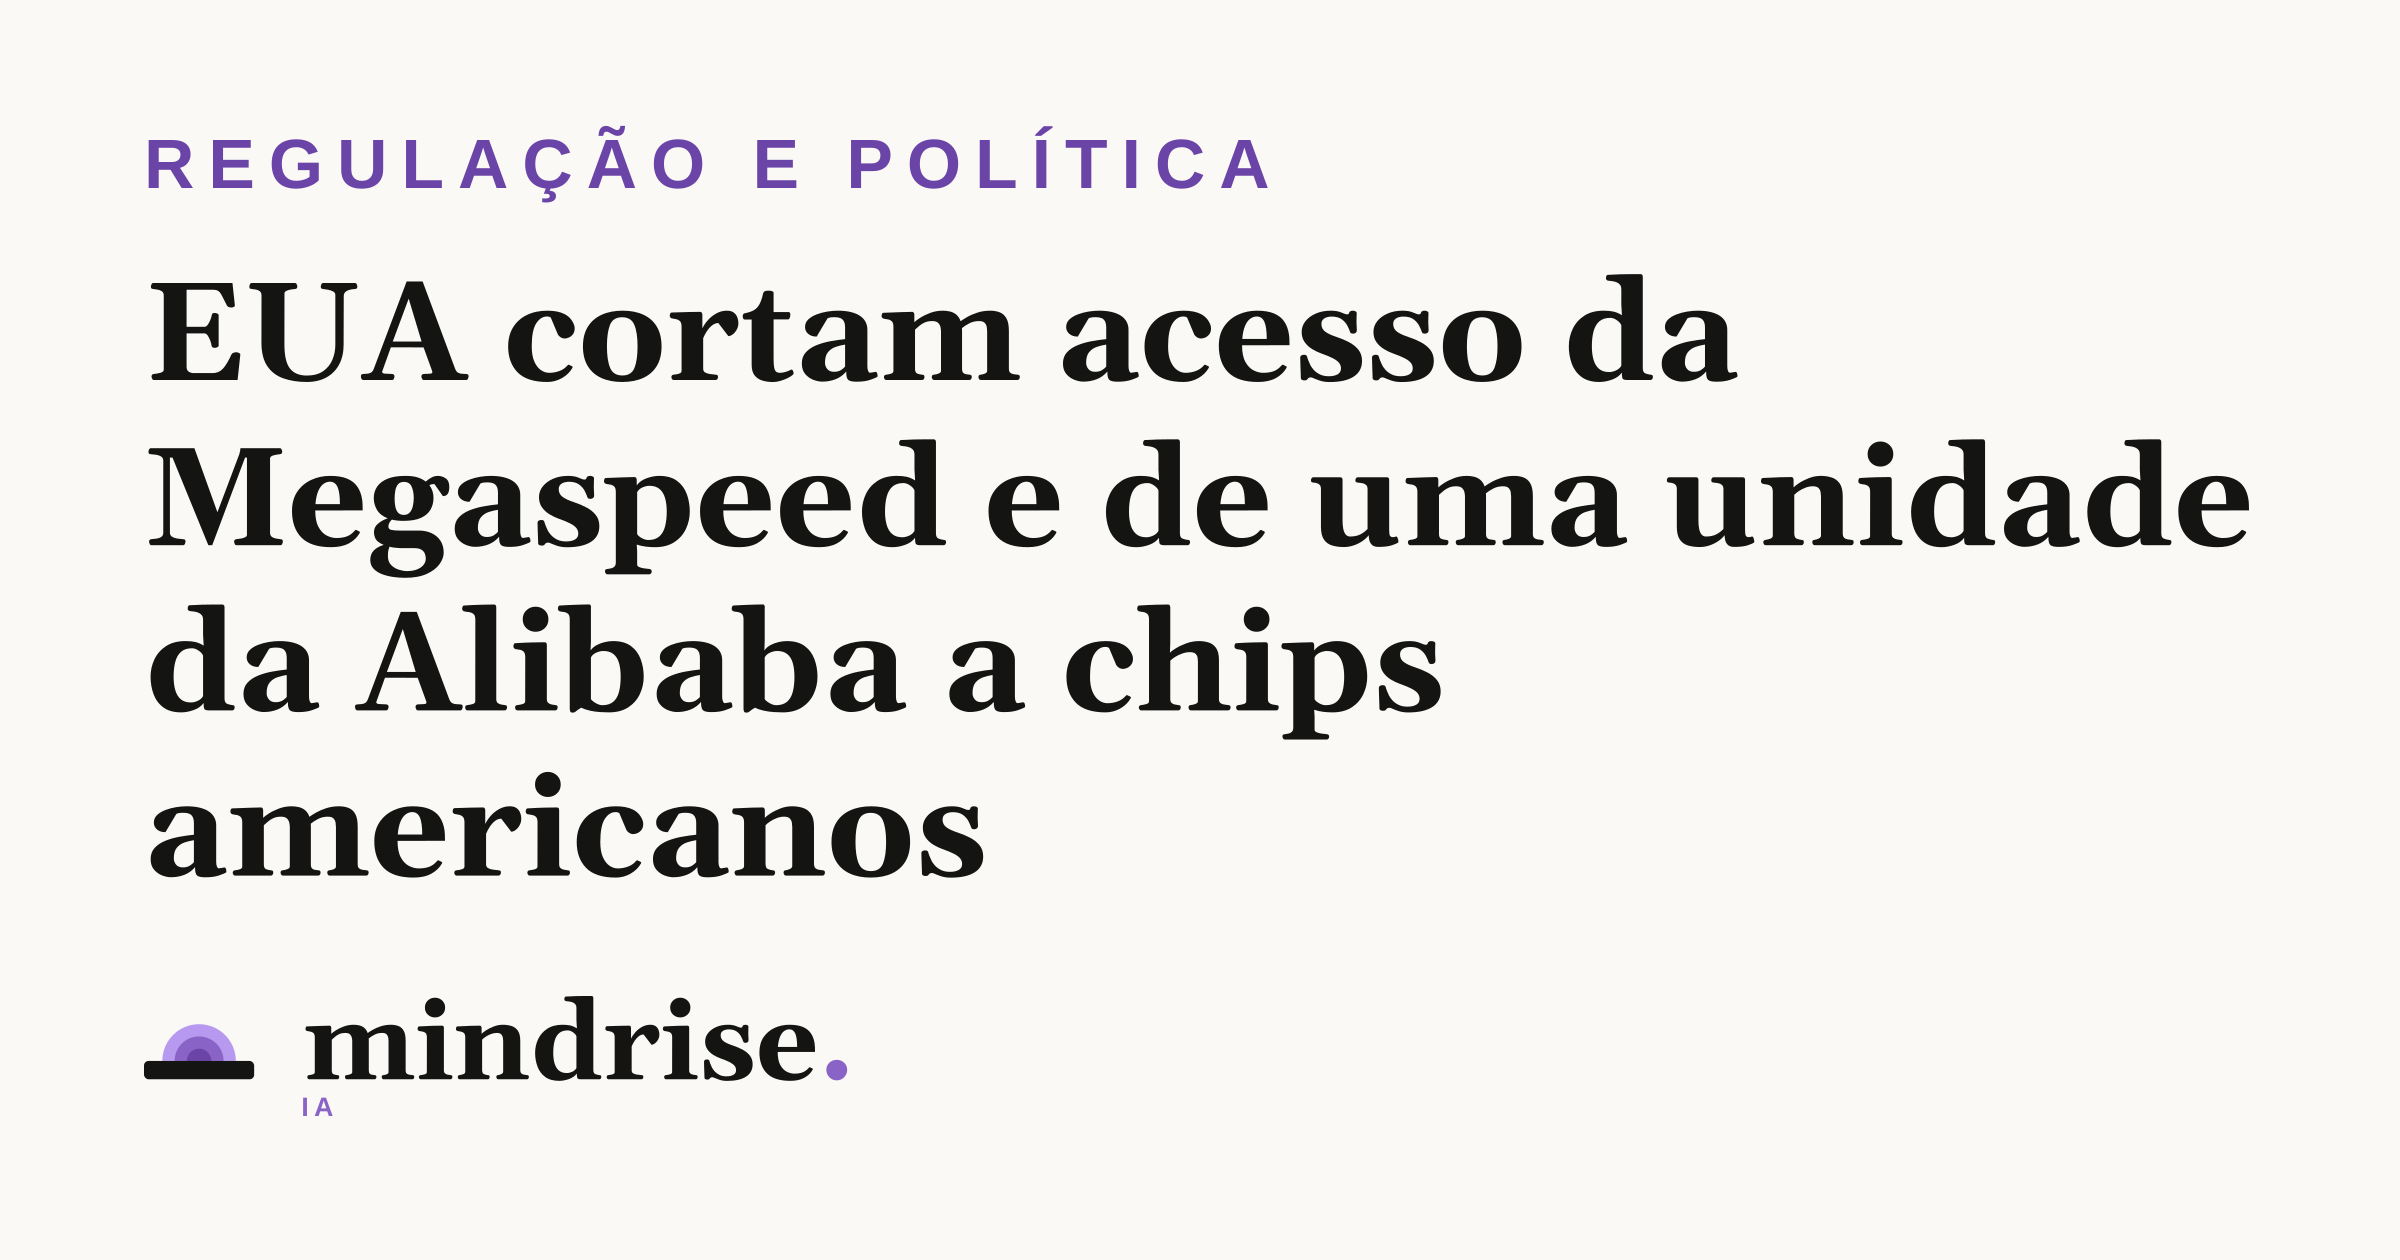 REGULAÇÃO E POLÍTICA
EUA cortam acesso da
Megaspeed e de uma unidade
da Alibaba a chips
americanos
mindrise.
IA